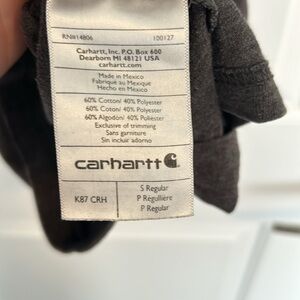 RN#14806 100127
Carhartt, Inc. P.O. Box 600
Dearborn MI 48121 USA
carhartt.com
Made in Mexico
Fabriqué au Mexique
Hecho en México
60% Cotton/ 40% Polyester
60% Coton/ 40% Polyester
60% Algodón/ 40% Poliester
Exclusive of trimming
Sans garniture
Sin incluir adorno
carhartt
K87 CRH
S Regular
P Régulière
P Regular